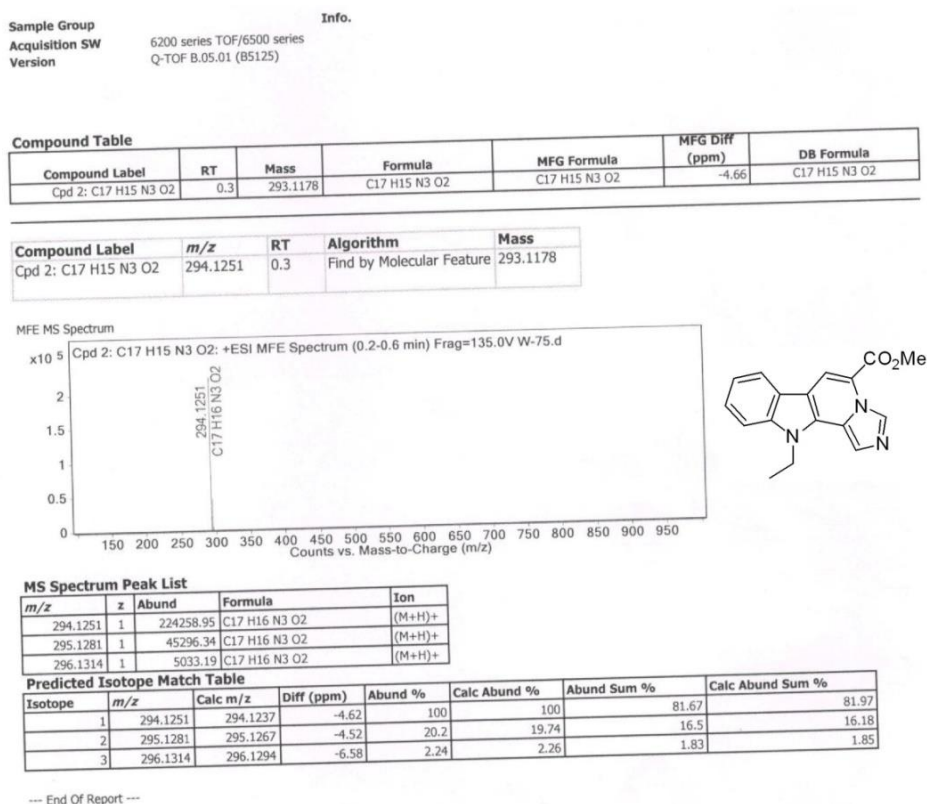 Sample Group Info.
Acquisition SW 6200 series TOF/6500 series
Version Q-TOF B.05.01 (B5125)
Compound Table
Compound Label RT Mass Formula MFG Formula MFG Diff (ppm) DB Formula
Cpd 2: C17 H15 N3 O2 0.3 293.1178 C17 H15 N3 O2 C17 H15 N3 O2 -4.66 C17 H15 N3 O2
Compound Label m/z RT Algorithm Mass
Cpd 2: C17 H15 N3 O2 294.1251 0.3 Find by Molecular Feature 293.1178
MFE MS Spectrum
x10 5 Cpd 2: C17 H15 N3 O2: +ESI MFE Spectrum (0.2-0.6 min) Frag=135.0V W-75.d
2
1.5
1
0.5
0
294.1251
C17 H16 N3 O2
150 200 250 300 350 400 450 500 550 600 650 700 750 800 850 900 950
Counts vs. Mass-to-Charge (m/z)
CO2Me
N
N
N
MS Spectrum Peak List
m/z z Abund Formula Ion
294.1251 1 224258.95 C17 H16 N3 O2 (M+H)+
295.1281 1 45296.34 C17 H16 N3 O2 (M+H)+
296.1314 1 5033.19 C17 H16 N3 O2 (M+H)+
Predicted Isotope Match Table
Isotope m/z Calc m/z Diff (ppm) Abund % Calc Abund % Abund Sum % Calc Abund Sum %
1 294.1251 294.1237 -4.62 100 100 81.67 81.97
2 295.1281 295.1267 -4.52 20.2 19.74 16.5 16.18
3 296.1314 296.1294 -6.58 2.24 2.26 1.83 1.85
--- End Of Report ---